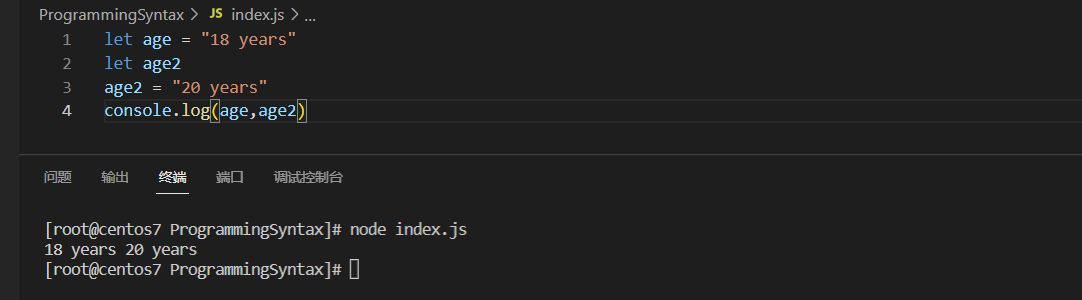 ProgrammingSyntax > JS index.js > ...
1 let age = "18 years"
2 let age2
3 age2 = "20 years"
4 console.log(age,age2)
问题 输出 终端 端口 调试控制台
[root@centos7 ProgrammingSyntax]# node index.js
18 years 20 years
[root@centos7 ProgrammingSyntax]#